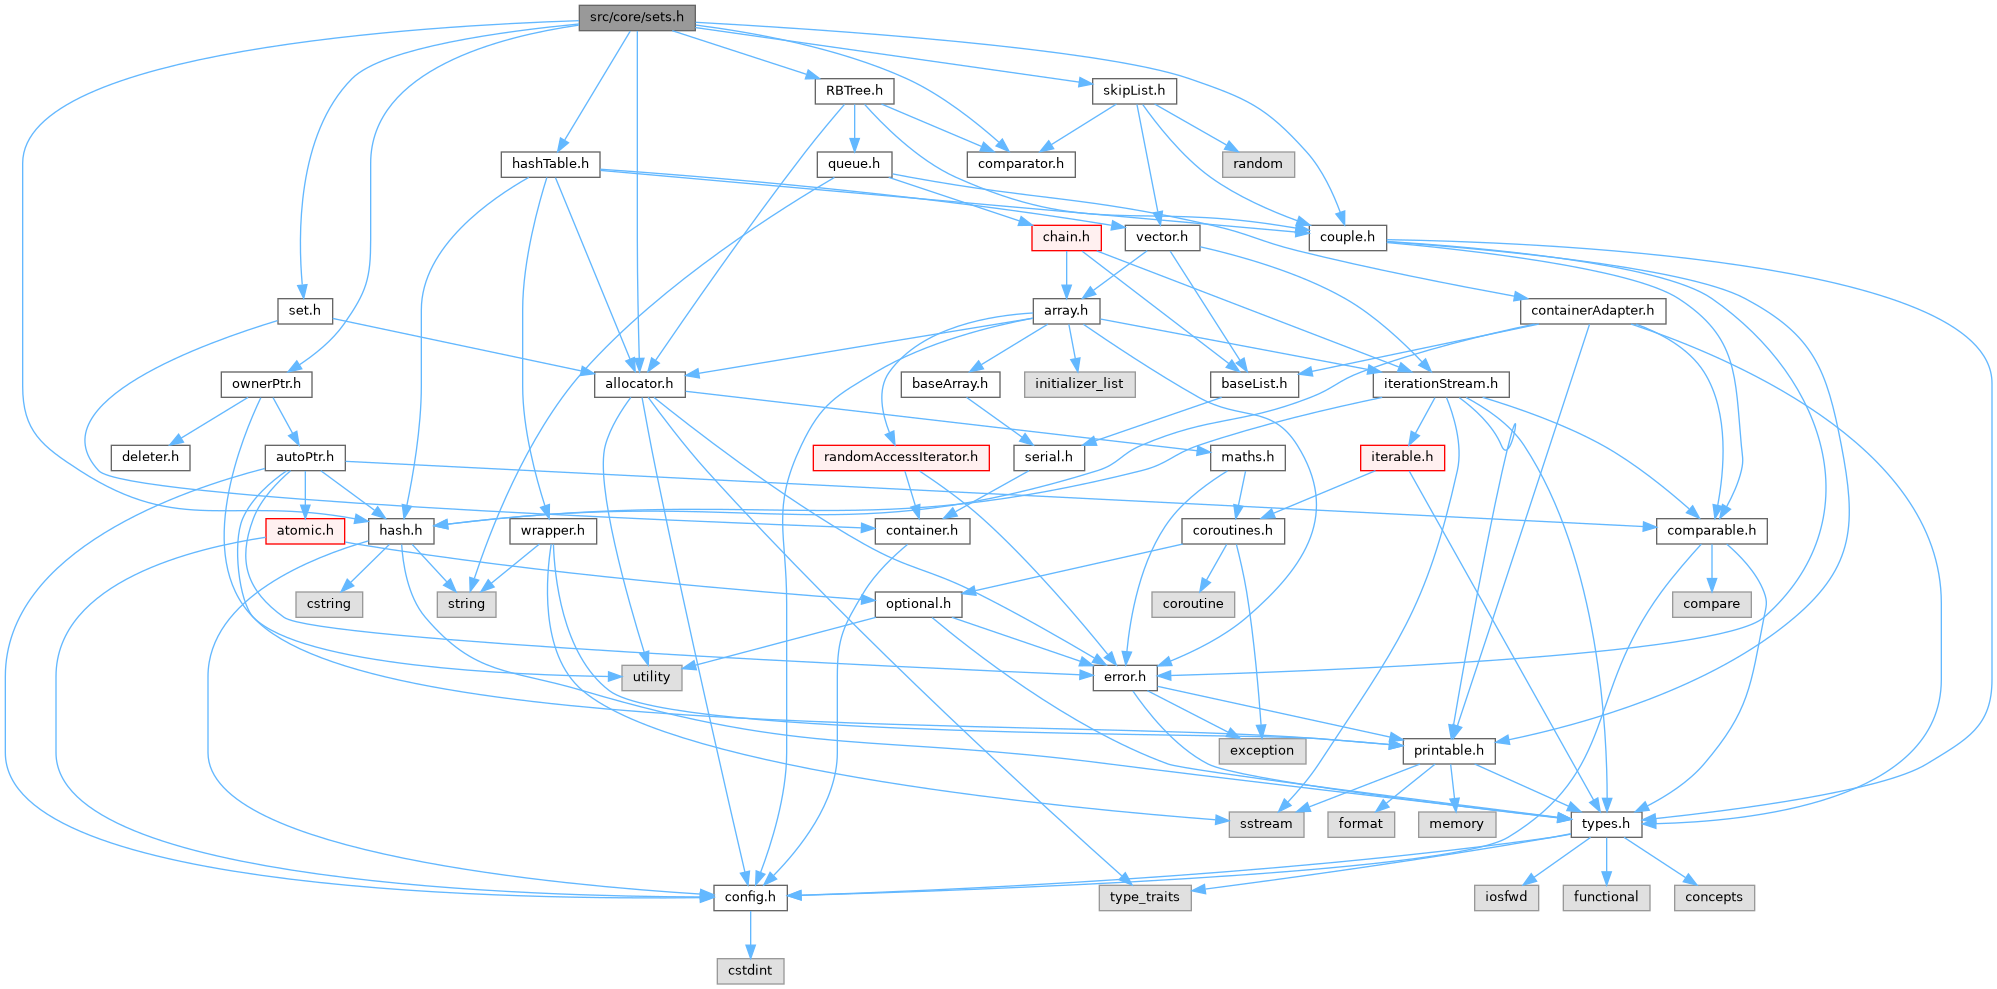 src/core/sets.h
RBTree.h
skipList.h
hashTable.h
queue.h
comparator.h
random
chain.h
vector.h
couple.h
set.h
array.h
containerAdapter.h
ownerPtr.h
allocator.h
baseArray.h
initializer_list
baseList.h
iterationStream.h
deleter.h
autoPtr.h
randomAccessIterator.h
serial.h
maths.h
iterable.h
atomic.h
hash.h
wrapper.h
container.h
coroutines.h
comparable.h
cstring
string
optional.h
coroutine
compare
utility
error.h
exception
printable.h
sstream
format
memory
types.h
config.h
type_traits
iosfwd
functional
concepts
cstdint